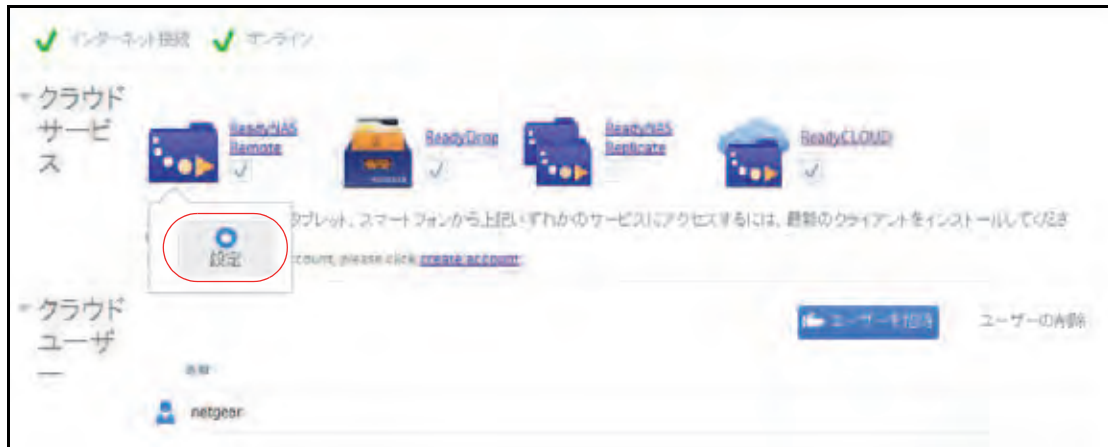 インターネット接続 オンライン
クラウド
サービ
ス
ReadyNAS
Remote
ReadyDrop
ReadyNAS
Replicate
ReadyCLOUD
ブレット、スマートフォンから上記いずれかのサービスにアクセスするには、最新のクライアントをインストールしてくださ
設定
count, please click create account.
クラウド
ユーザ
ー
ユーザーを招待 ユーザーの削除
名前
netgear